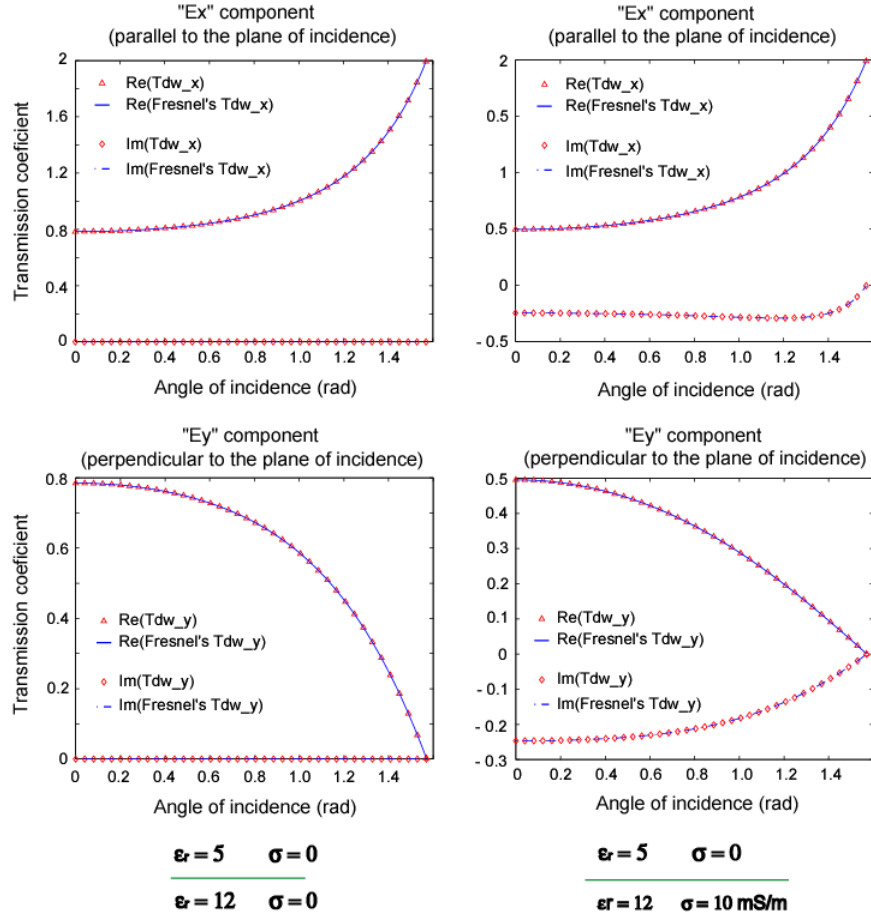 "Ex" component
(parallel to the plane of incidence)
2
1.6
1.2
0.8
0.4
0
Transmission coeficient
Re(Tdw_x)
Re(Fresnel's Tdw_x)
Im(Tdw_x)
Im(Fresnel's Tdw_x)
0 0.2 0.4 0.6 0.8 1.0 1.2 1.4
Angle of incidence (rad)
"Ex" component
(parallel to the plane of incidence)
2
0.5
1
0.5
0
- 0.5
Re(Tdw_x)
Re(Fresnel's Tdw_x)
Im(Tdw_x)
Im(Fresnel's Tdw_x)
0 0.2 0.4 0.6 0.8 1.0 1.2 1.4
Angle of incidence (rad)
"Ey" component
(perpendicular to the plane of incidence)
0.8
0.6
0.4
0.2
0
Transmission coeficient
Re(Tdw_y)
Re(Fresnel's Tdw_y)
Im(Tdw_y)
Im(Fresnel's Tdw_y)
0 0.2 0.4 0.6 0.8 1.0 1.2 1.4
Angle of incidence (rad)
"Ey" component
(perpendicular to the plane of incidence)
0.5
0.4
0.3
0.2
0.1
0
- 0.1
- 0.2
- 0.3
Re(Tdw_y)
Re(Fresnel's Tdw_y)
Im(Tdw_y)
Im(Fresnel's Tdw_y)
0 0.2 0.4 0.6 0.8 1.0 1.2 1.4
Angle of incidence (rad)
εr = 5 σ = 0
εr = 12 σ = 0
εr = 5 σ = 0
εr = 12 σ = 10 mS/m